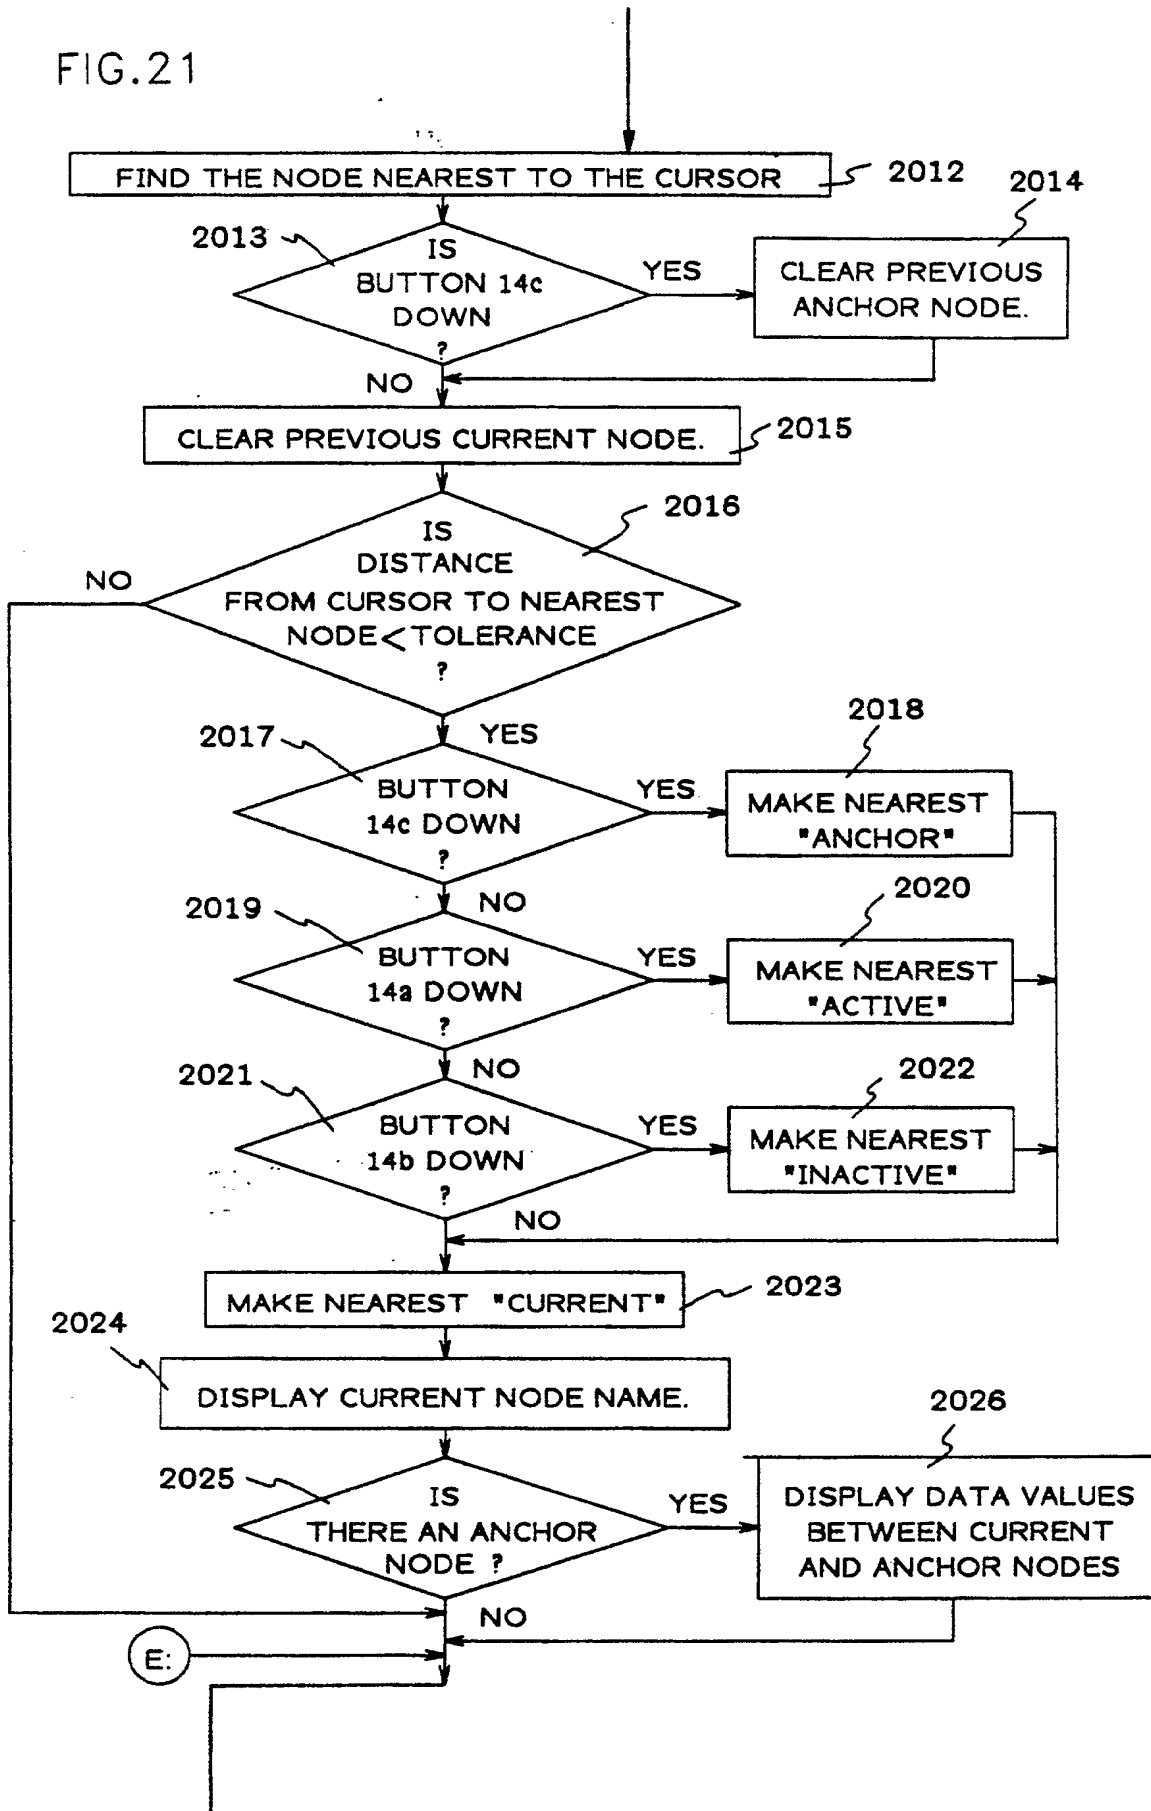 FIG.21
FIND THE NODE NEAREST TO THE CURSOR
2012
2014
2013
IS
BUTTON 14c
DOWN
?
YES
CLEAR PREVIOUS
ANCHOR NODE.
NO
CLEAR PREVIOUS CURRENT NODE.
2015
2016
IS
DISTANCE
FROM CURSOR TO NEAREST
NODE<TOLERANCE
?
NO
YES
2017
2018
BUTTON
14c DOWN
?
YES
MAKE NEAREST
"ANCHOR"
NO
2019
2020
BUTTON
14a DOWN
?
YES
MAKE NEAREST
"ACTIVE"
NO
2021
2022
BUTTON
14b DOWN
?
YES
MAKE NEAREST
"INACTIVE"
NO
MAKE NEAREST "CURRENT"
2023
2024
DISPLAY CURRENT NODE NAME.
2026
2025
IS
THERE AN ANCHOR
NODE ?
YES
DISPLAY DATA VALUES
BETWEEN CURRENT
AND ANCHOR NODES
NO
E: